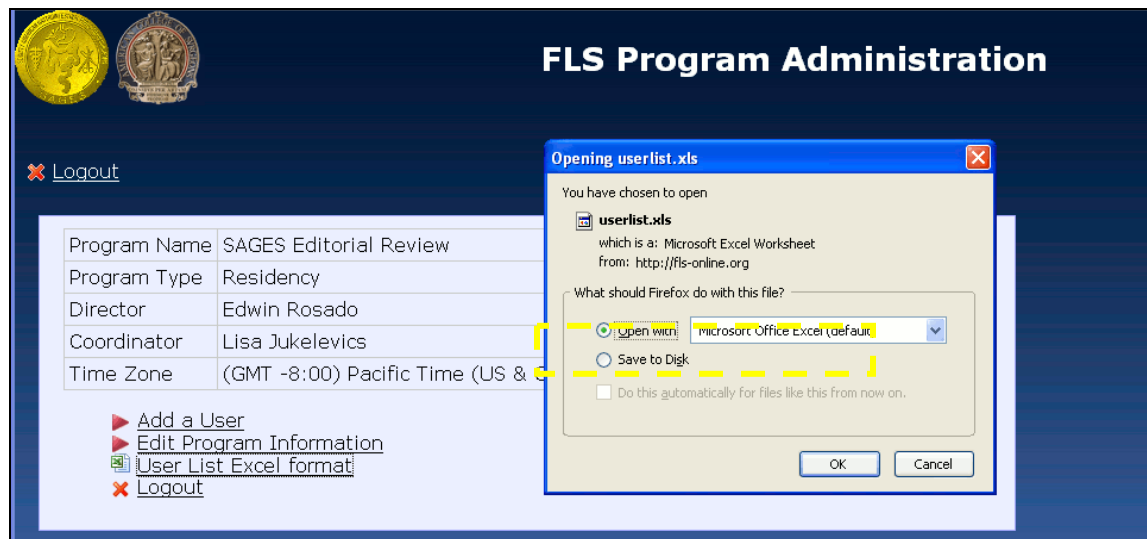 FLS Program Administration
Logout
Program Name SAGES Editorial Review
Program Type Residency
Director Edwin Rosado
Coordinator Lisa Jukelevics
Time Zone (GMT -8:00) Pacific Time (US &
Add a User
Edit Program Information
User List Excel format
Logout
Opening userlist.xls
You have chosen to open
userlist.xls
which is a: Microsoft Excel Worksheet
from: http://fls-online.org
What should Firefox do with this file?
Open with Microsoft Office Excel (default
Save to Disk
Do this automatically for files like this from now on.
OK Cancel
SAGES